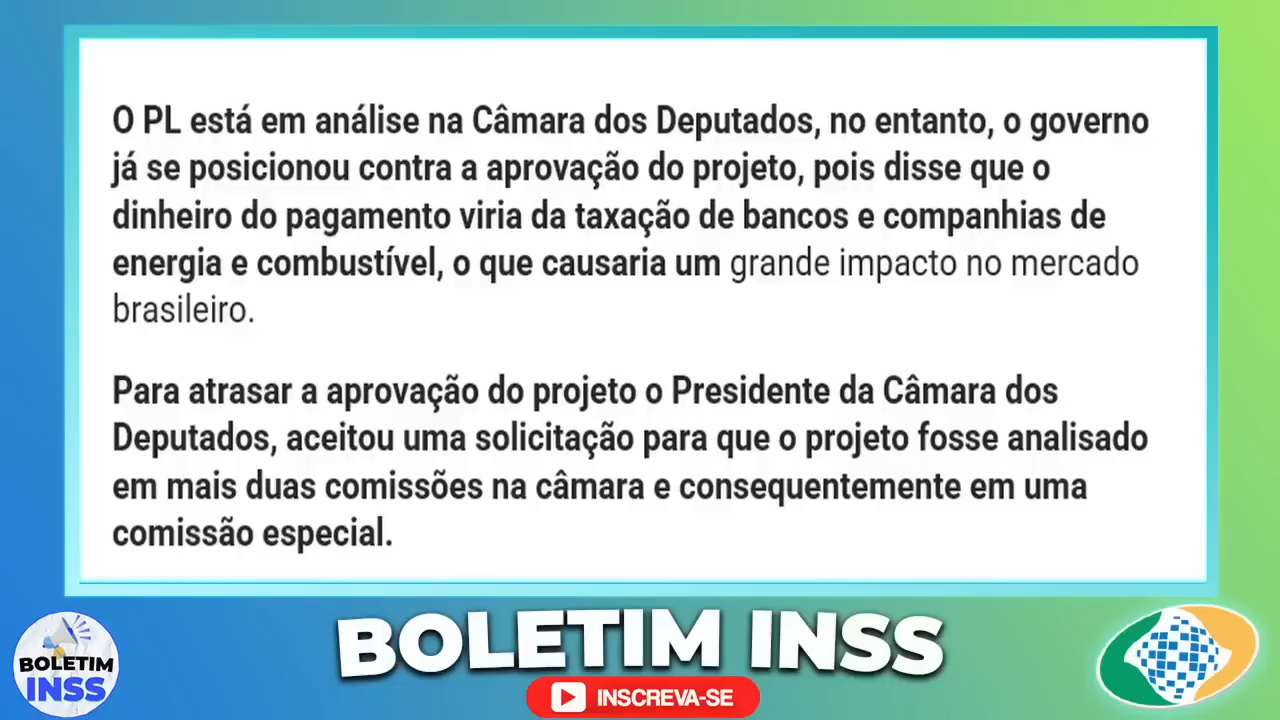 O PL está em análise na Câmara dos Deputados, no entanto, o governo
já se posicionou contra a aprovação do projeto, pois disse que o
dinheiro do pagamento viria da taxação de bancos e companhias de
energia e combustível, o que causaria um grande impacto no mercado
brasileiro.
Para atrasar a aprovação do projeto o Presidente da Câmara dos
Deputados, aceitou uma solicitação para que o projeto fosse analisado
em mais duas comissões na câmara e consequentemente em uma
comissão especial.
BOLETIM
INSS
BOLETIM INSS
INSCREVA-SE